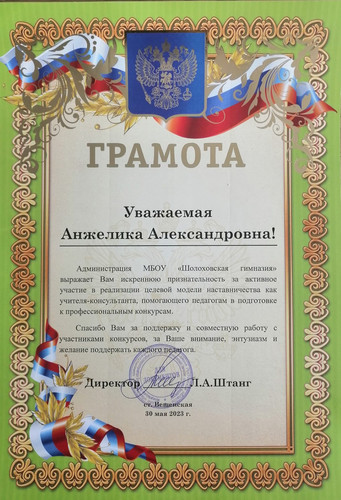 ГРАМОТА
Уважаемая
Анжелика Александровна!
Администрация МБОУ «Шолоховская гимназия»
выражает Вам искреннюю признательность за активное
участие в реализации целевой модели наставничества как
учителя-консультанта, помогающего педагогам в подготовке
к профессиональным конкурсам.
Спасибо Вам за поддержку и совместную работу с
участниками конкурсов, за Ваше внимание, энтузиазм и
желание поддержать каждого педагога.
Директор Л.А.Штанг
ст. Вешенская
30 мая 2023 г.